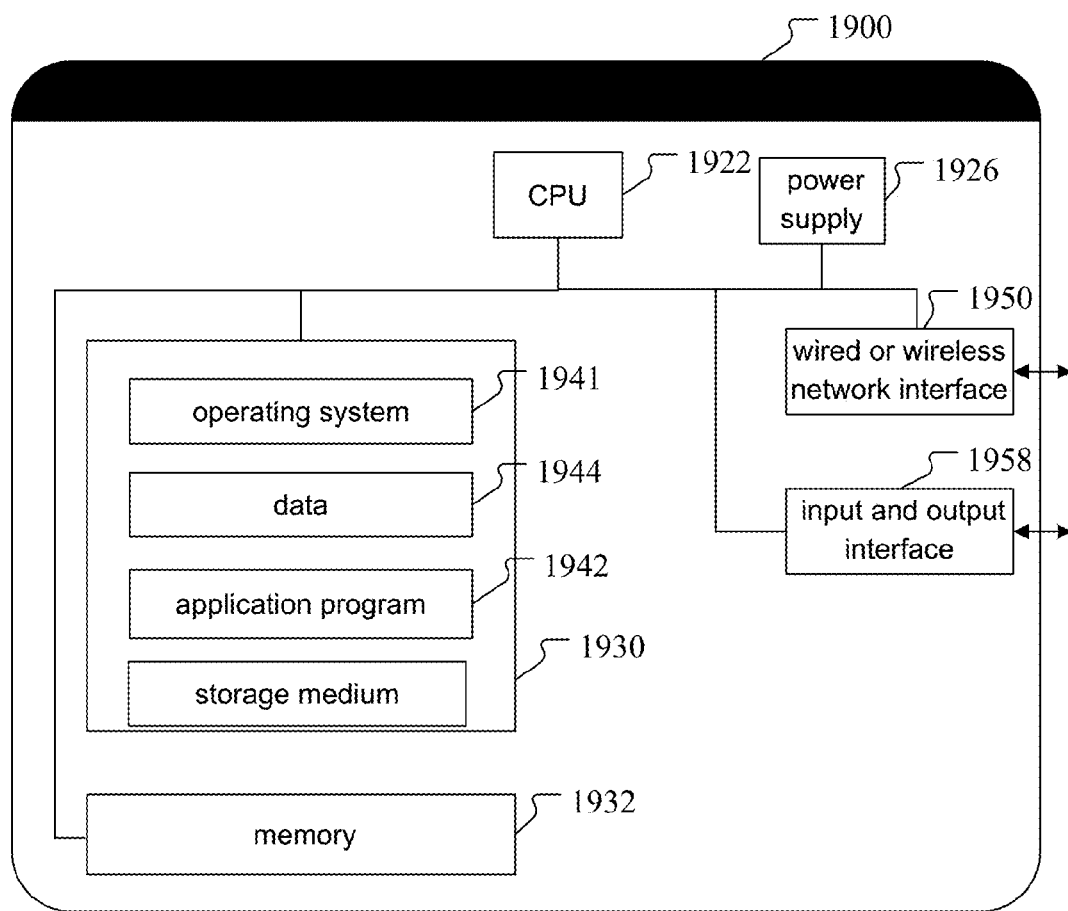 1900
CPU
1922
power
supply
1926
1950
wired or wireless
network interface
1941
operating system
1944
data
1958
input and output
interface
1942
application program
1930
storage medium
1932
memory